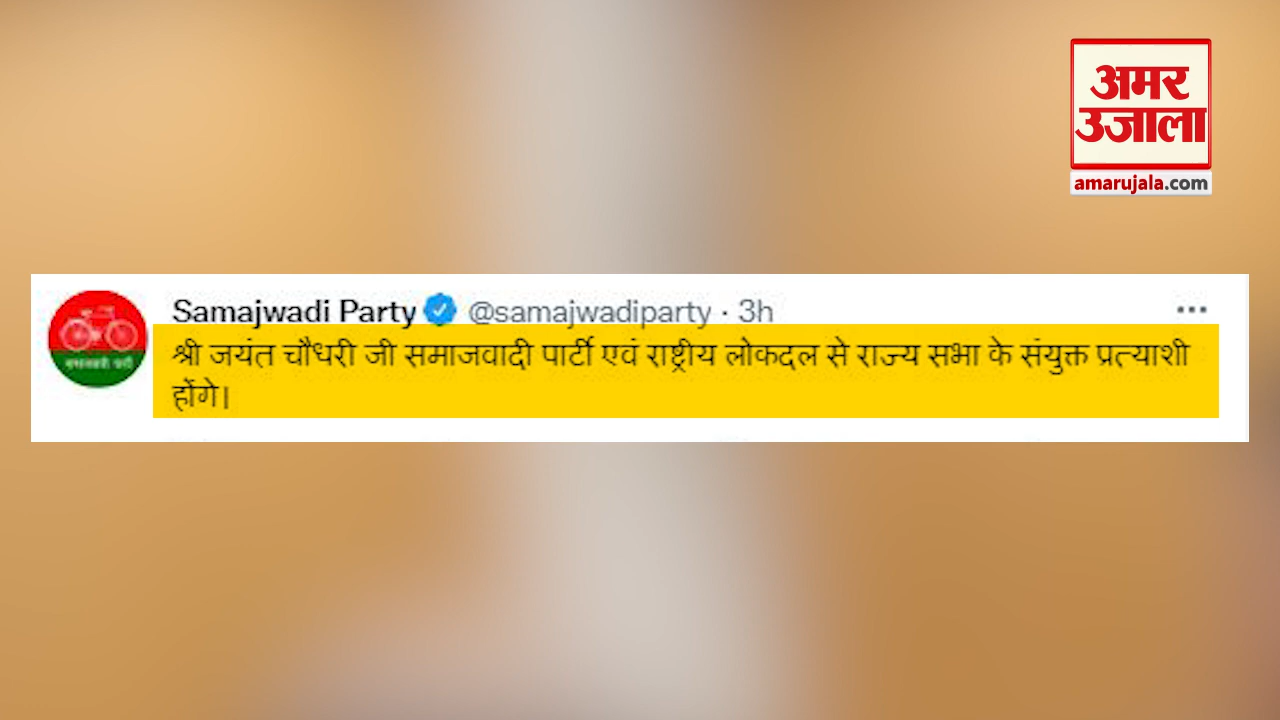 अमर
उजाला
amarujala.com
Samajwadi Party @samajwadiparty · 3h
श्री जयंत चौधरी जी समाजवादी पार्टी एवं राष्ट्रीय लोकदल से राज्य सभा के संयुक्त प्रत्याशी
होंगे।